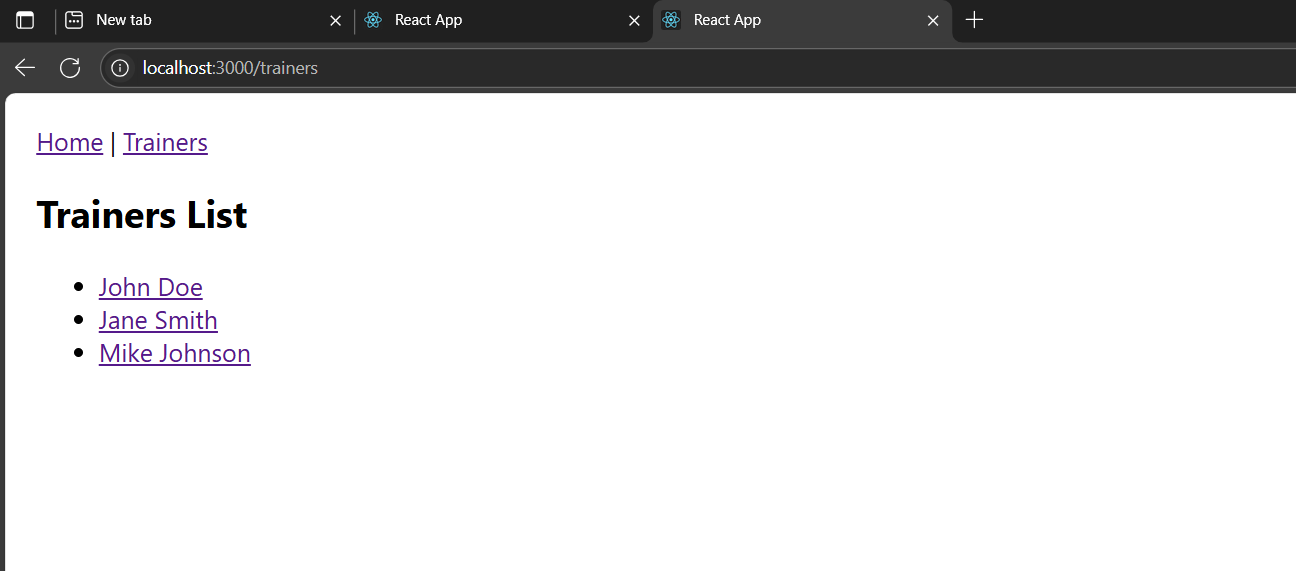 New tab
React App
React App
localhost:3000/trainers
Home | Trainers
Trainers List
John Doe
Jane Smith
Mike Johnson